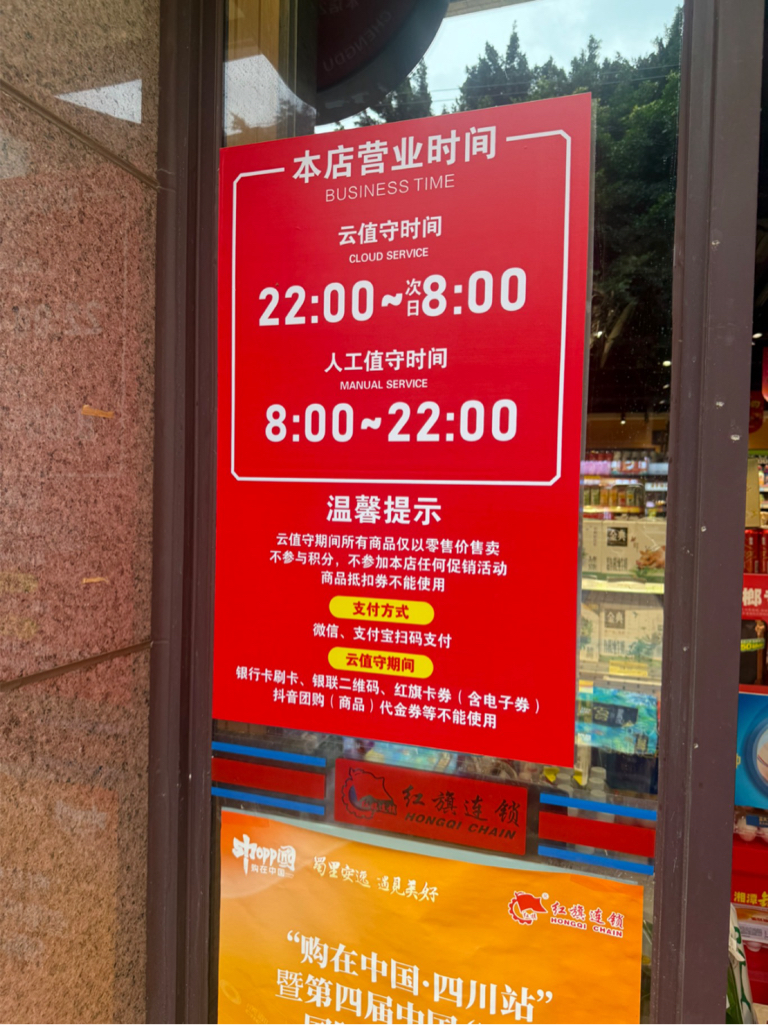 CHENGDU
本店营业时间
BUSINESS TIME
云值守时间
CLOUD SERVICE
22:00~次日8:00
人工值守时间
MANUAL SERVICE
8:00~22:00
温馨提示
云值守期间所有商品仅以零售价售卖
不参与积分，不参加本店任何促销活动
商品抵扣券不能使用
支付方式
微信、支付宝扫码支付
云值守期间
银行卡刷卡、银联二维码、红旗卡券（含电子券）
抖音团购（商品）代金券等不能使用
红旗连锁
HONGQI CHAIN
购在中国
蜀里安逸 遇见美好
红旗连锁
HONGQI CHAIN
“购在中国·四川站”
暨第四届中国
金典
金典